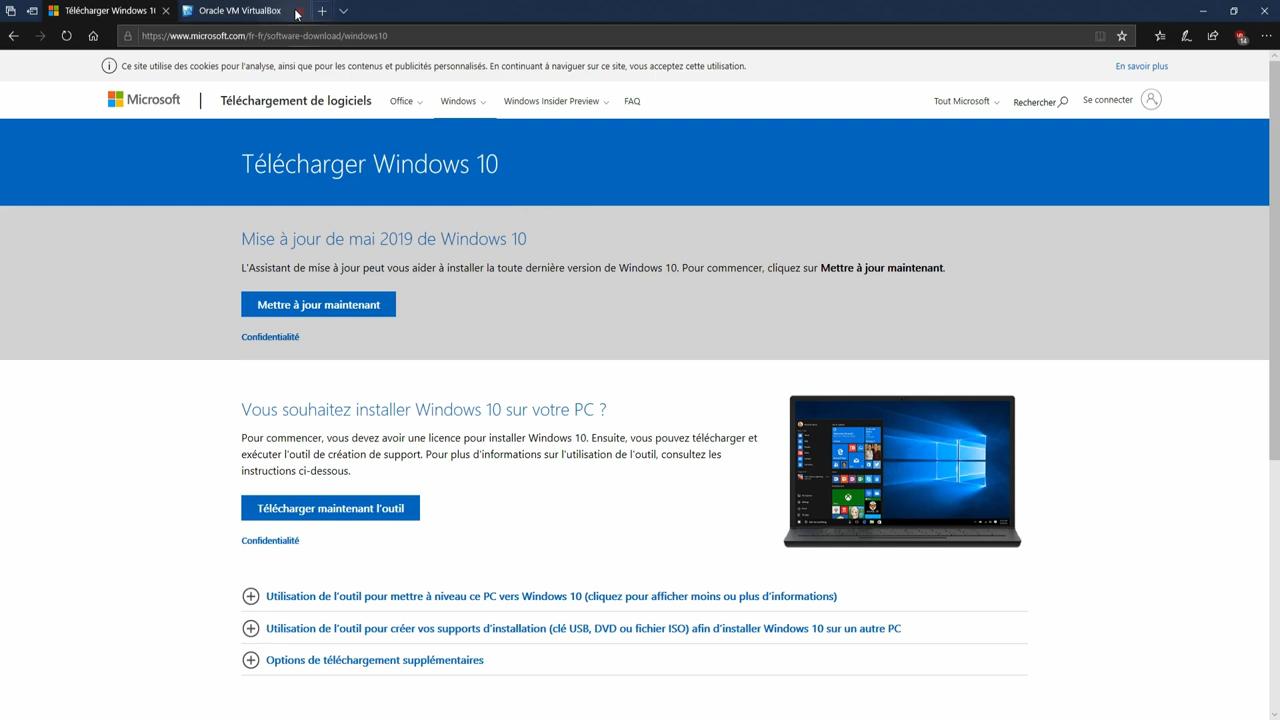 Télécharger Windows 10
Oracle VM VirtualBox
https://www.microsoft.com/fr-fr/software-download/windows10
14
Ce site utilise des cookies pour l'analyse, ainsi que pour les contenus et publicités personnalisés. En continuant à naviguer sur ce site, vous acceptez cette utilisation.
En savoir plus
Microsoft
Téléchargement de logiciels
Office
Windows
Windows Insider Preview
FAQ
Tout Microsoft
Rechercher
Se connecter
Télécharger Windows 10
Mise à jour de mai 2019 de Windows 10
L'Assistant de mise à jour peut vous aider à installer la toute dernière version de Windows 10. Pour commencer, cliquez sur Mettre à jour maintenant.
Mettre à jour maintenant
Confidentialité
Vous souhaitez installer Windows 10 sur votre PC ?
Pour commencer, vous devez avoir une licence pour installer Windows 10. Ensuite, vous pouvez télécharger et
exécuter l'outil de création de support. Pour plus d'informations sur l'utilisation de l'outil, consultez les
instructions ci-dessous.
Télécharger maintenant l'outil
Confidentialité
Utilisation de l'outil pour mettre à niveau ce PC vers Windows 10 (cliquez pour afficher moins ou plus d'informations)
Utilisation de l'outil pour créer vos supports d'installation (clé USB, DVD ou fichier ISO) afin d'installer Windows 10 sur un autre PC
Options de téléchargement supplémentaires